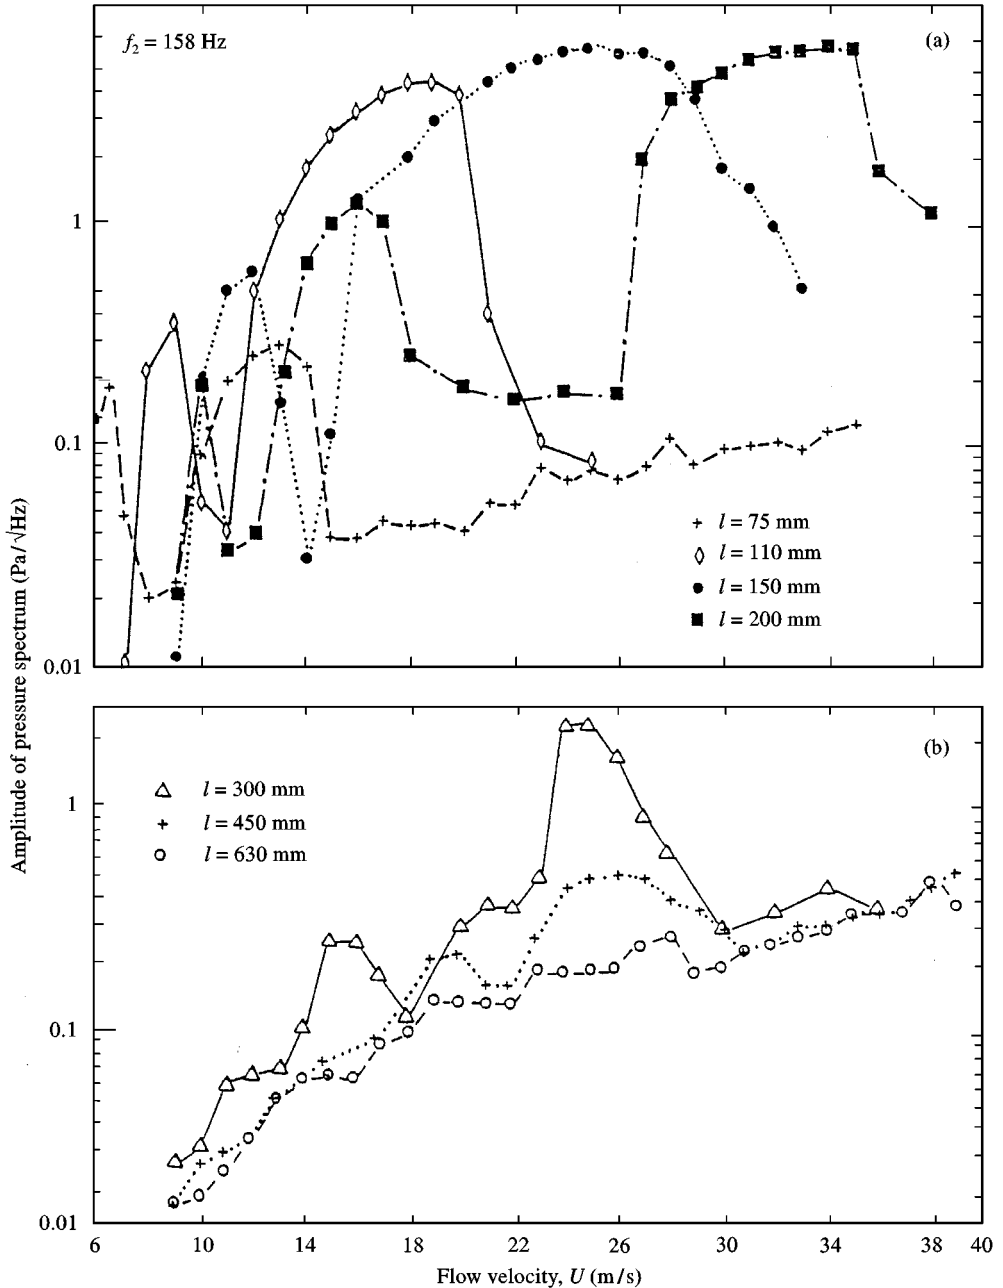 f₂ = 158 Hz
(a)
1
0.1
0.01
l = 75 mm
l = 110 mm
l = 150 mm
l = 200 mm
Amplitude of pressure spectrum (Pa/√Hz)
(b)
l = 300 mm
l = 450 mm
l = 630 mm
1
0.1
0.01
6 10 14 18 22 26 30 34 38 40
Flow velocity, U (m/s)